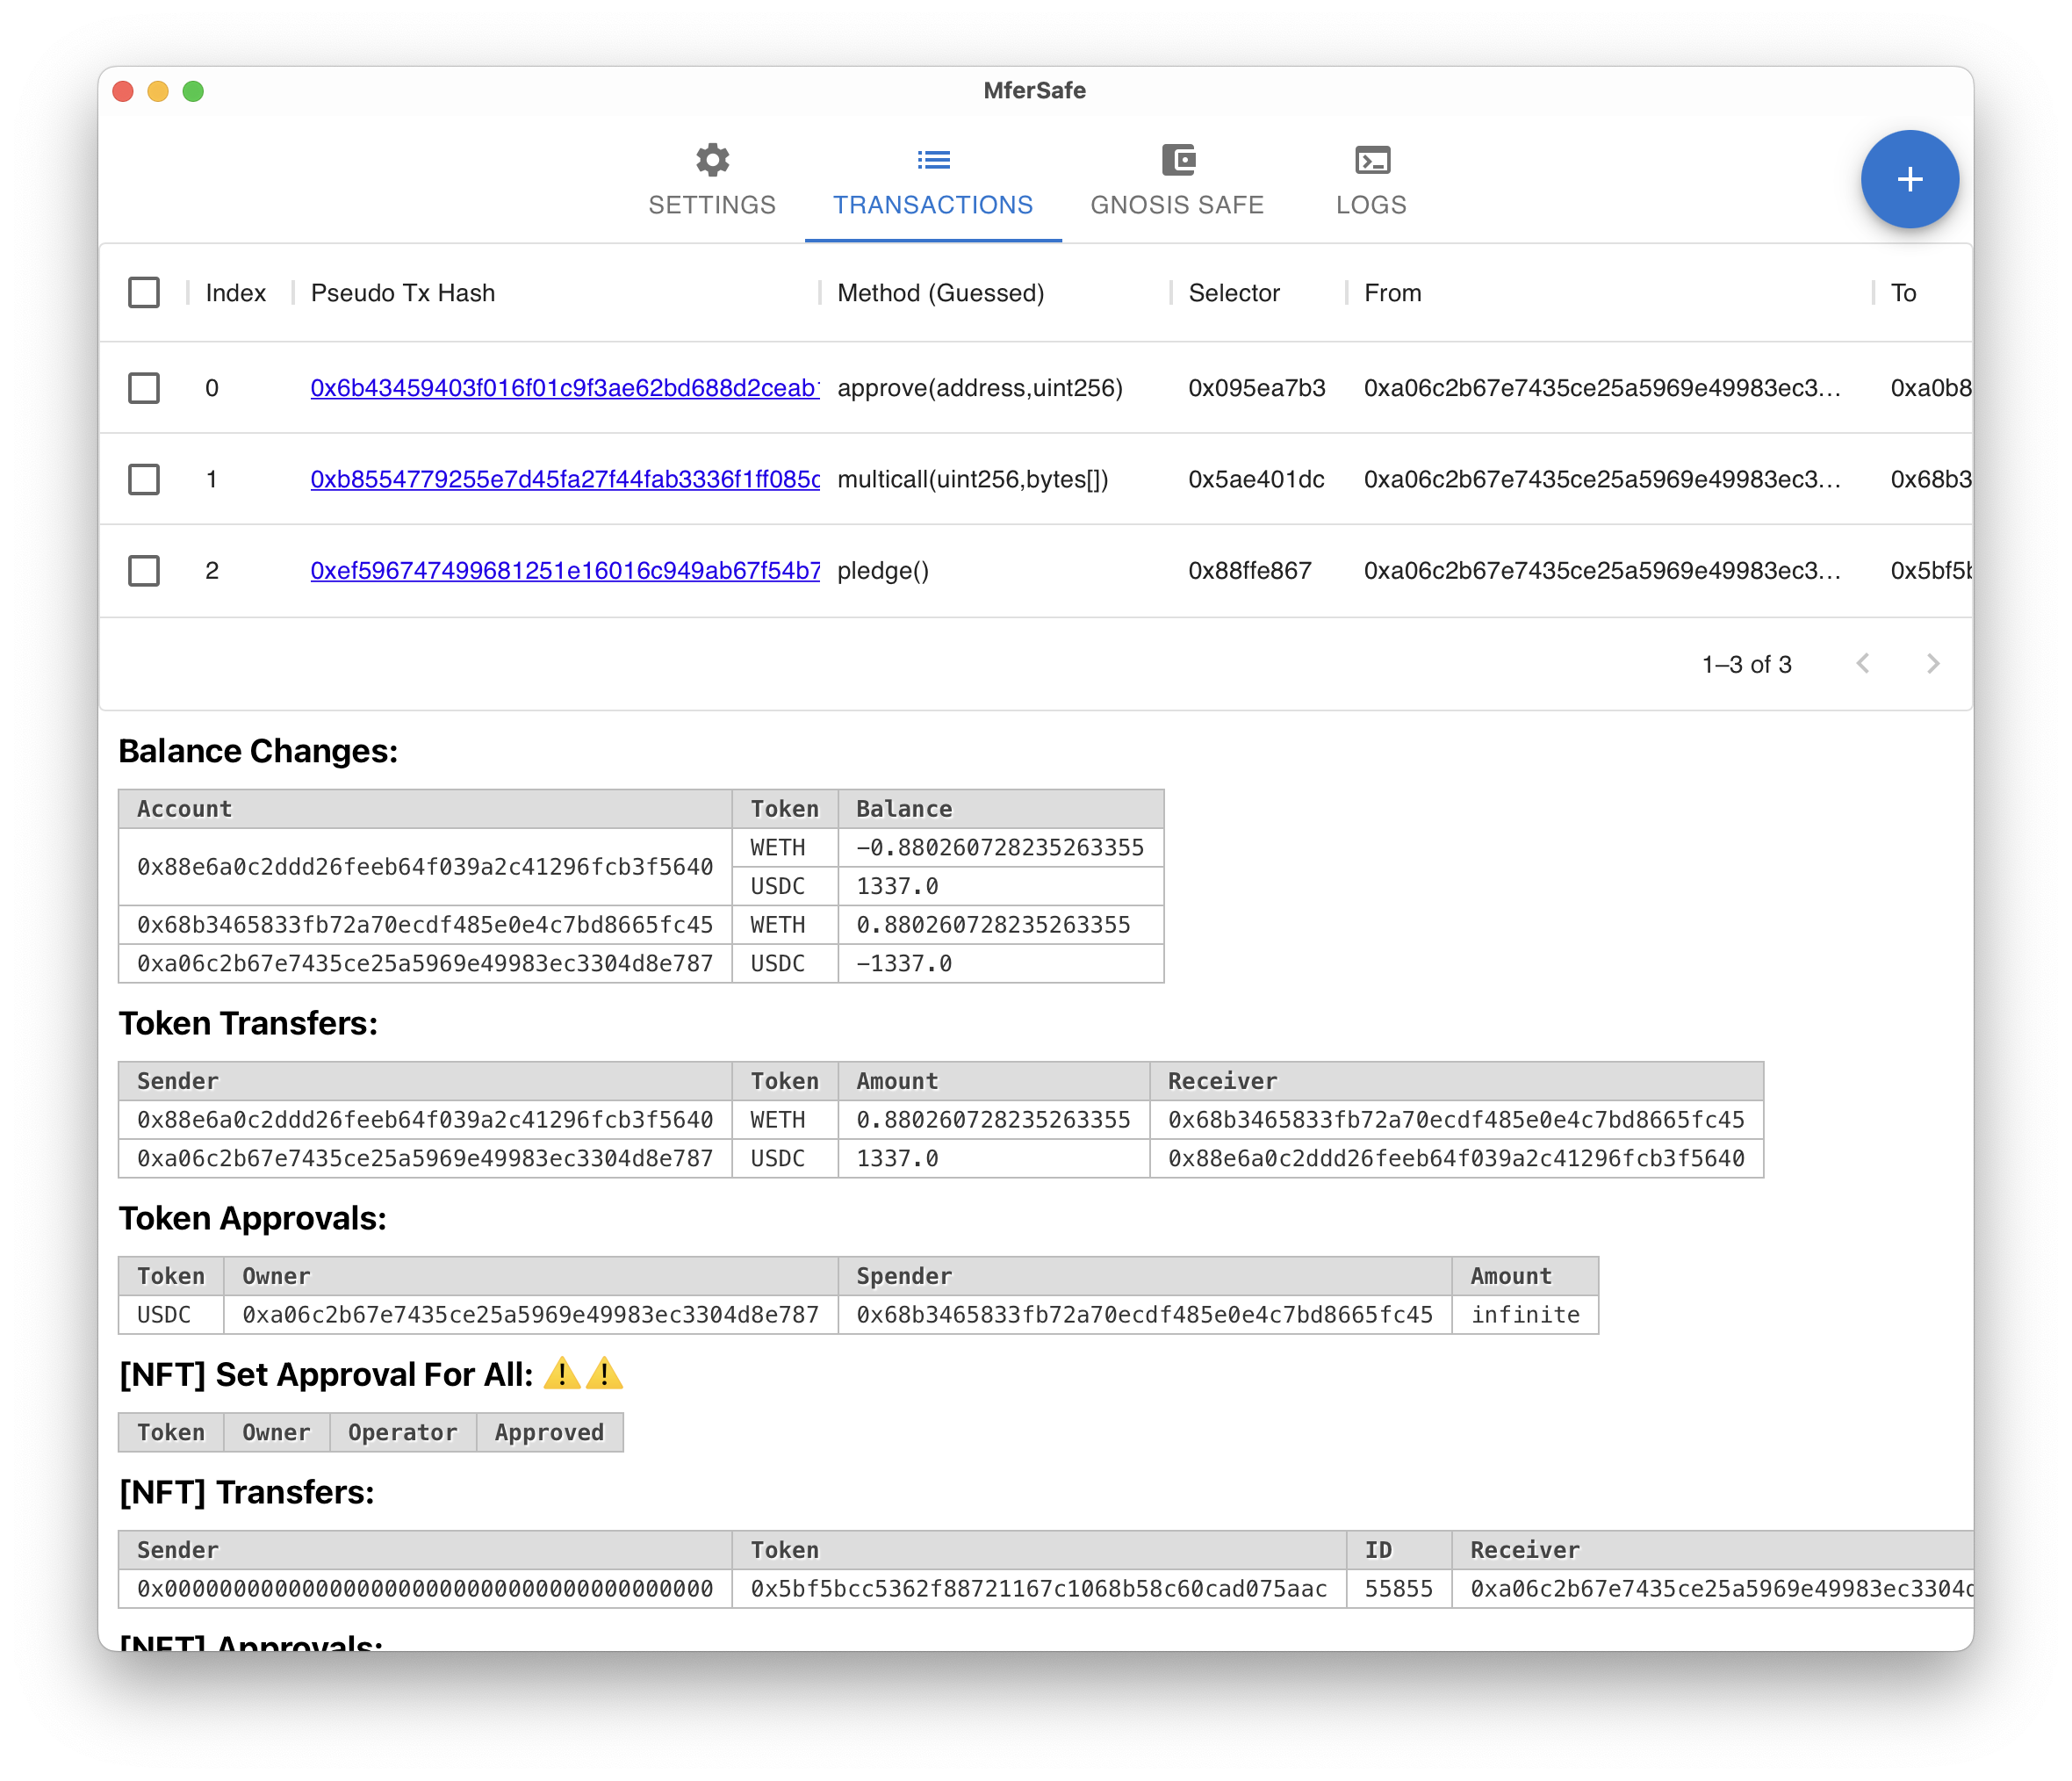 MferSafe
SETTINGS TRANSACTIONS GNOSIS SAFE LOGS
+
Index Pseudo Tx Hash Method (Guessed) Selector From To
0 0x6b43459403f016f01c9f3ae62bd688d2ceab approve(address,uint256) 0x095ea7b3 0xa06c2b67e7435ce25a5969e49983ec3... 0xa0b8
1 0xb8554779255e7d45fa27f44fab3336f1ff085c multicall(uint256,bytes[]) 0x5ae401dc 0xa06c2b67e7435ce25a5969e49983ec3... 0x68b3
2 0xef596747499681251e16016c949ab67f54b7 pledge() 0x88ffe867 0xa06c2b67e7435ce25a5969e49983ec3... 0x5bf5b
1–3 of 3
Balance Changes:
Account Token Balance
0x88e6a0c2ddd26feeb64f039a2c41296fcb3f5640 WETH −0.880260728235263355
USDC 1337.0
0x68b3465833fb72a70ecdf485e0e4c7bd8665fc45 WETH 0.880260728235263355
0xa06c2b67e7435ce25a5969e49983ec3304d8e787 USDC −1337.0
Token Transfers:
Sender Token Amount Receiver
0x88e6a0c2ddd26feeb64f039a2c41296fcb3f5640 WETH 0.880260728235263355 0x68b3465833fb72a70ecdf485e0e4c7bd8665fc45
0xa06c2b67e7435ce25a5969e49983ec3304d8e787 USDC 1337.0 0x88e6a0c2ddd26feeb64f039a2c41296fcb3f5640
Token Approvals:
Token Owner Spender Amount
USDC 0xa06c2b67e7435ce25a5969e49983ec3304d8e787 0x68b3465833fb72a70ecdf485e0e4c7bd8665fc45 infinite
[NFT] Set Approval For All: ⚠️⚠️
Token Owner Operator Approved
[NFT] Transfers:
Sender Token ID Receiver
0x0000000000000000000000000000000000000000 0x5bf5bcc5362f88721167c1068b58c60cad075aac 55855 0xa06c2b67e7435ce25a5969e49983ec3304d
[NFT] Approvals: